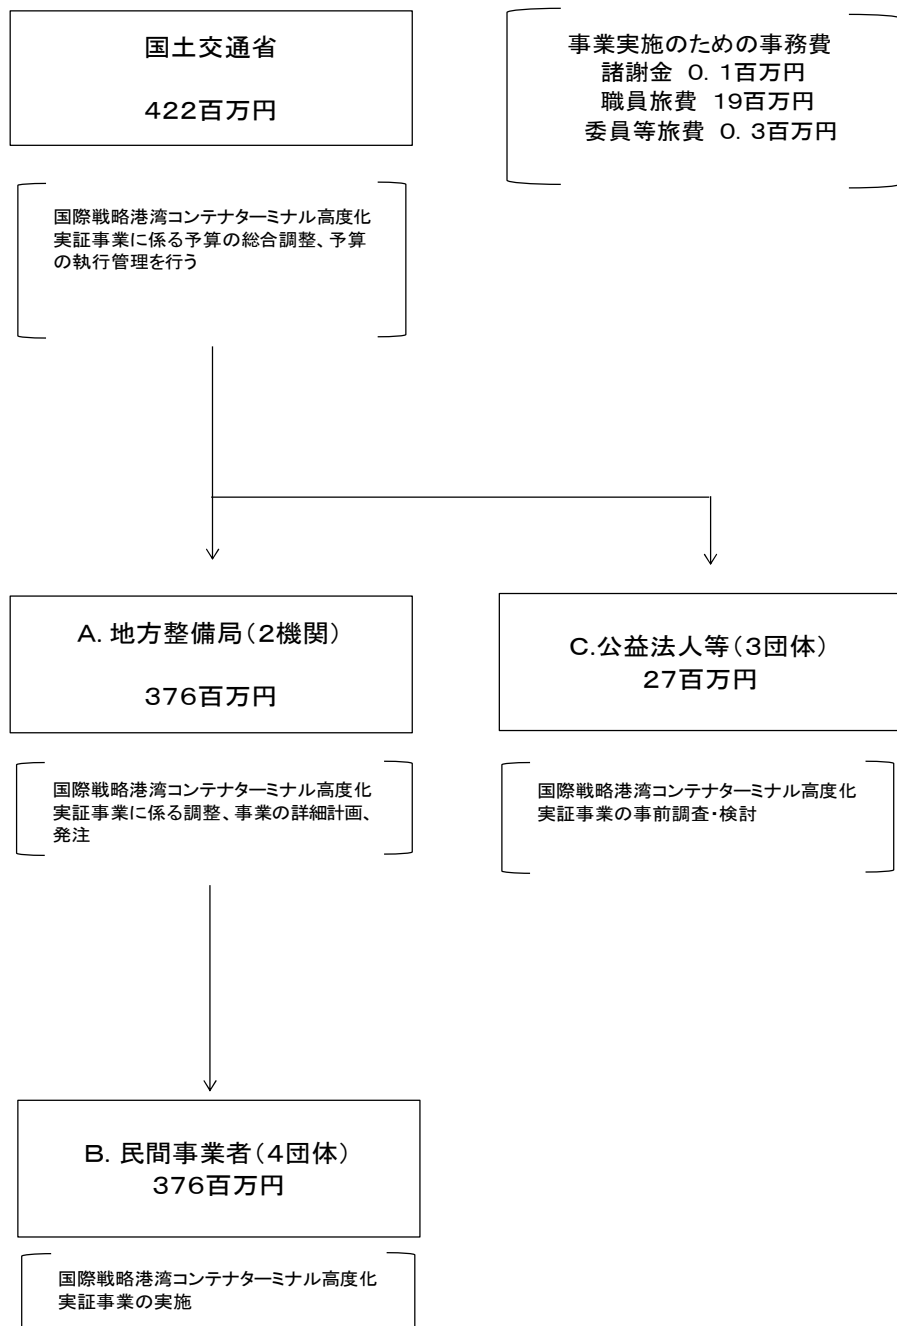 国土交通省
422百万円
事業実施のための事務費
諸謝金 0.1百万円
職員旅費 19百万円
委員等旅費 0.3百万円
国際戦略港湾コンテナターミナル高度化
実証事業に係る予算の総合調整、予算
の執行管理を行う
A. 地方整備局(2機関)
376百万円
C.公益法人等(3団体)
27百万円
国際戦略港湾コンテナターミナル高度化
実証事業に係る調整、事業の詳細計画、
発注
国際戦略港湾コンテナターミナル高度化
実証事業の事前調査・検討
B. 民間事業者(4団体)
376百万円
国際戦略港湾コンテナターミナル高度化
実証事業の実施